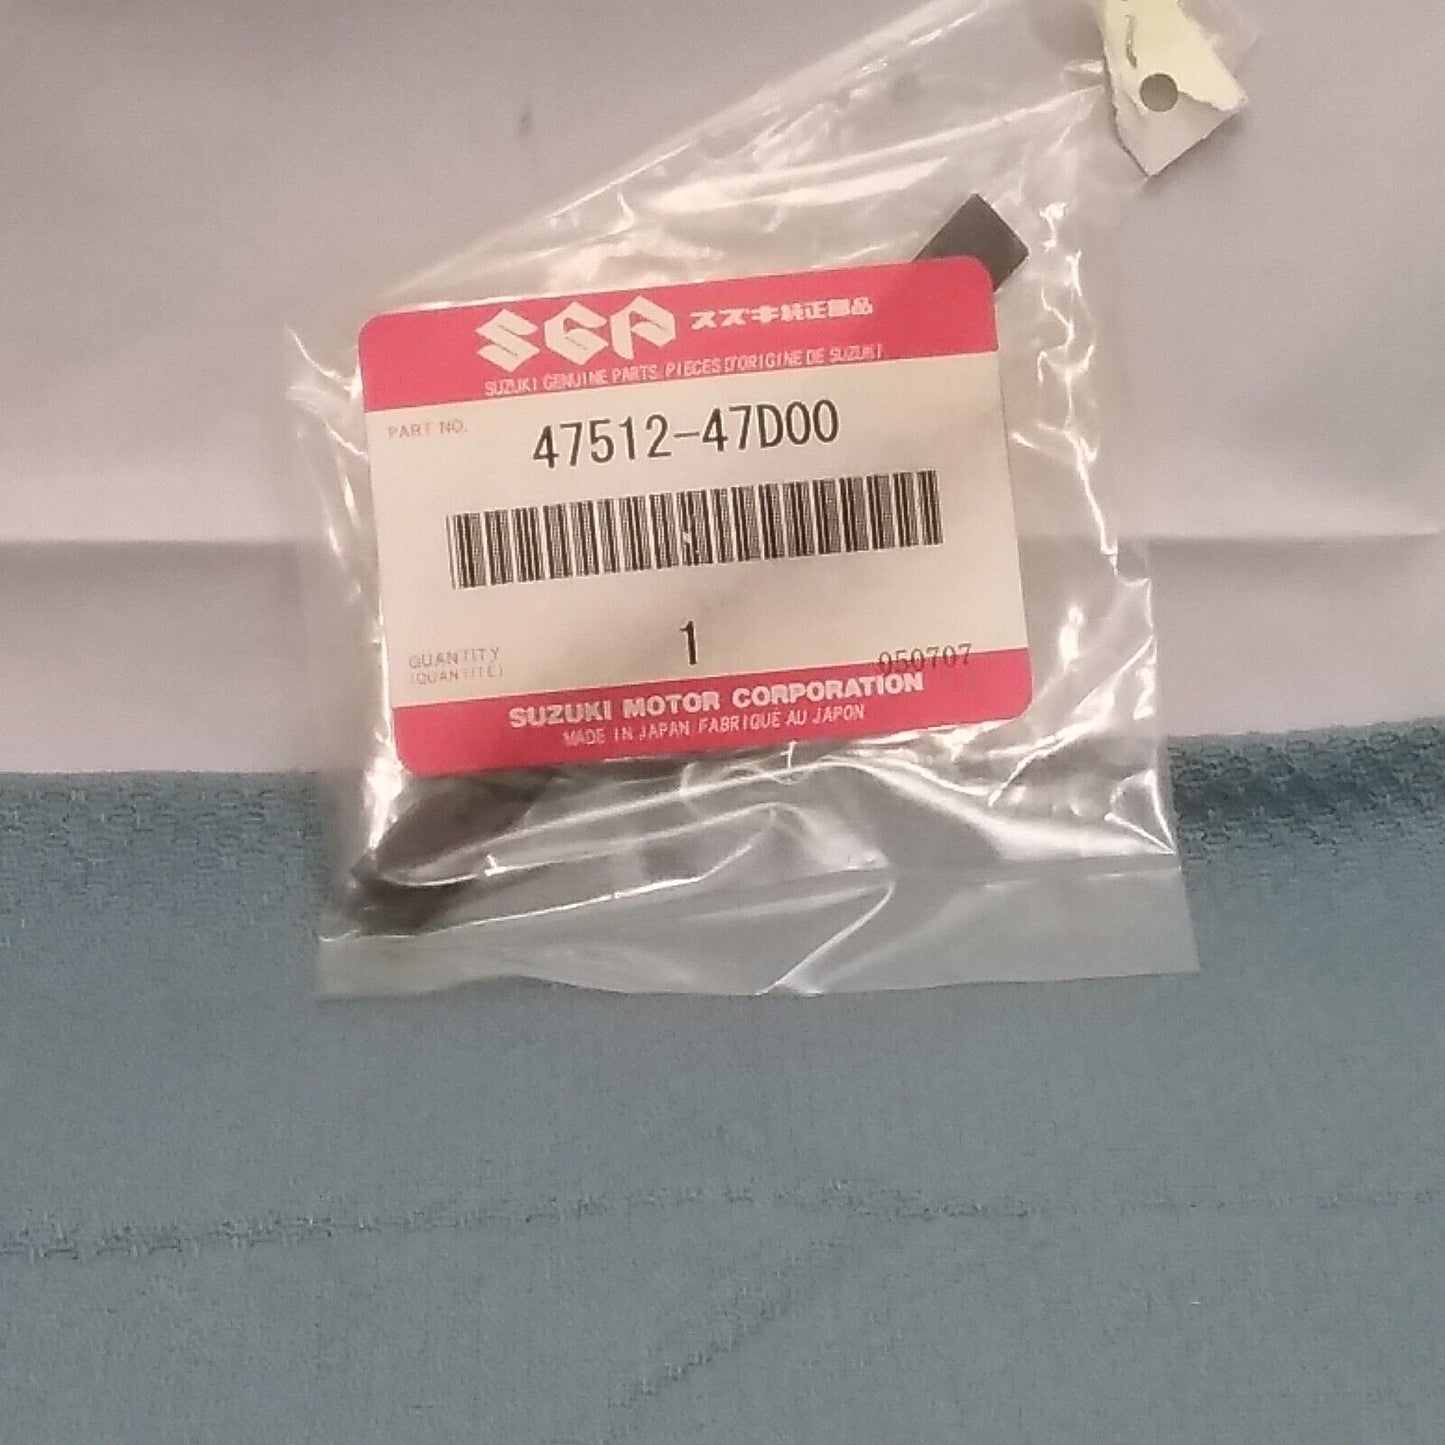 SGP スズキ純正部品
SUZUKI GENUINE PARTS PIECES D'ORIGINE DE SUZUKI
PART NO.
47512-47D00
1
QUANTITY
(QUANTITÉ)
050707
SUZUKI MOTOR CORPORATION
MADE IN JAPAN FABRIQUÉ AU JAPON